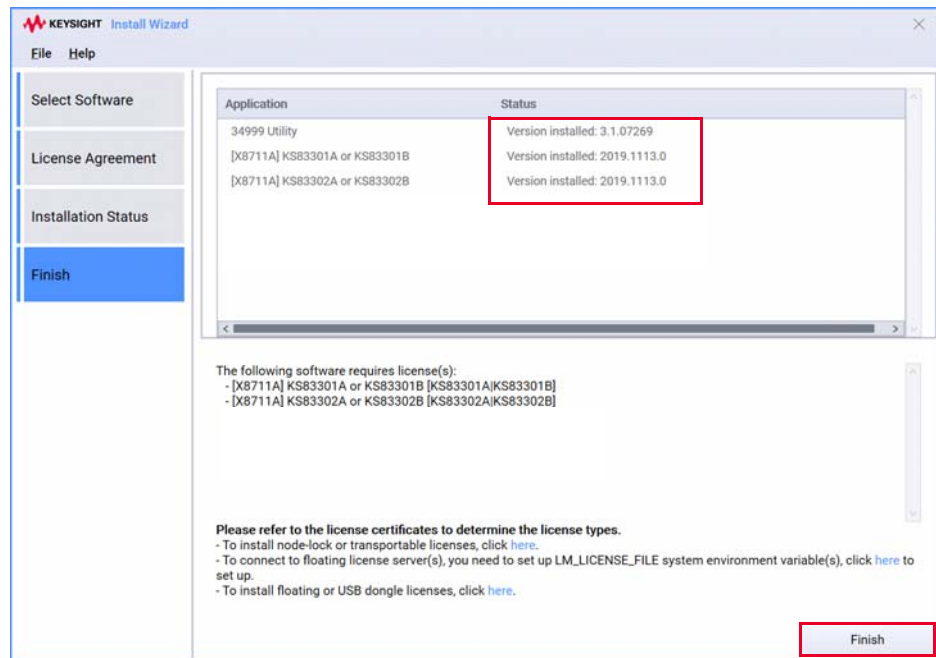 KEYSIGHT Install Wizard
File Help
Select Software
License Agreement
Installation Status
Finish
Application Status
34999 Utility Version installed: 3.1.07269
[X8711A] KS83301A or KS83301B Version installed: 2019.1113.0
[X8711A] KS83302A or KS83302B Version installed: 2019.1113.0
The following software requires license(s):
- [X8711A] KS83301A or KS83301B [KS83301A|KS83301B]
- [X8711A] KS83302A or KS83302B [KS83302A|KS83302B]
Please refer to the license certificates to determine the license types.
- To install node-lock or transportable licenses, click here.
- To connect to floating license server(s), you need to set up LM_LICENSE_FILE system environment variable(s), click here to
set up.
- To install floating or USB dongle licenses, click here.
Finish